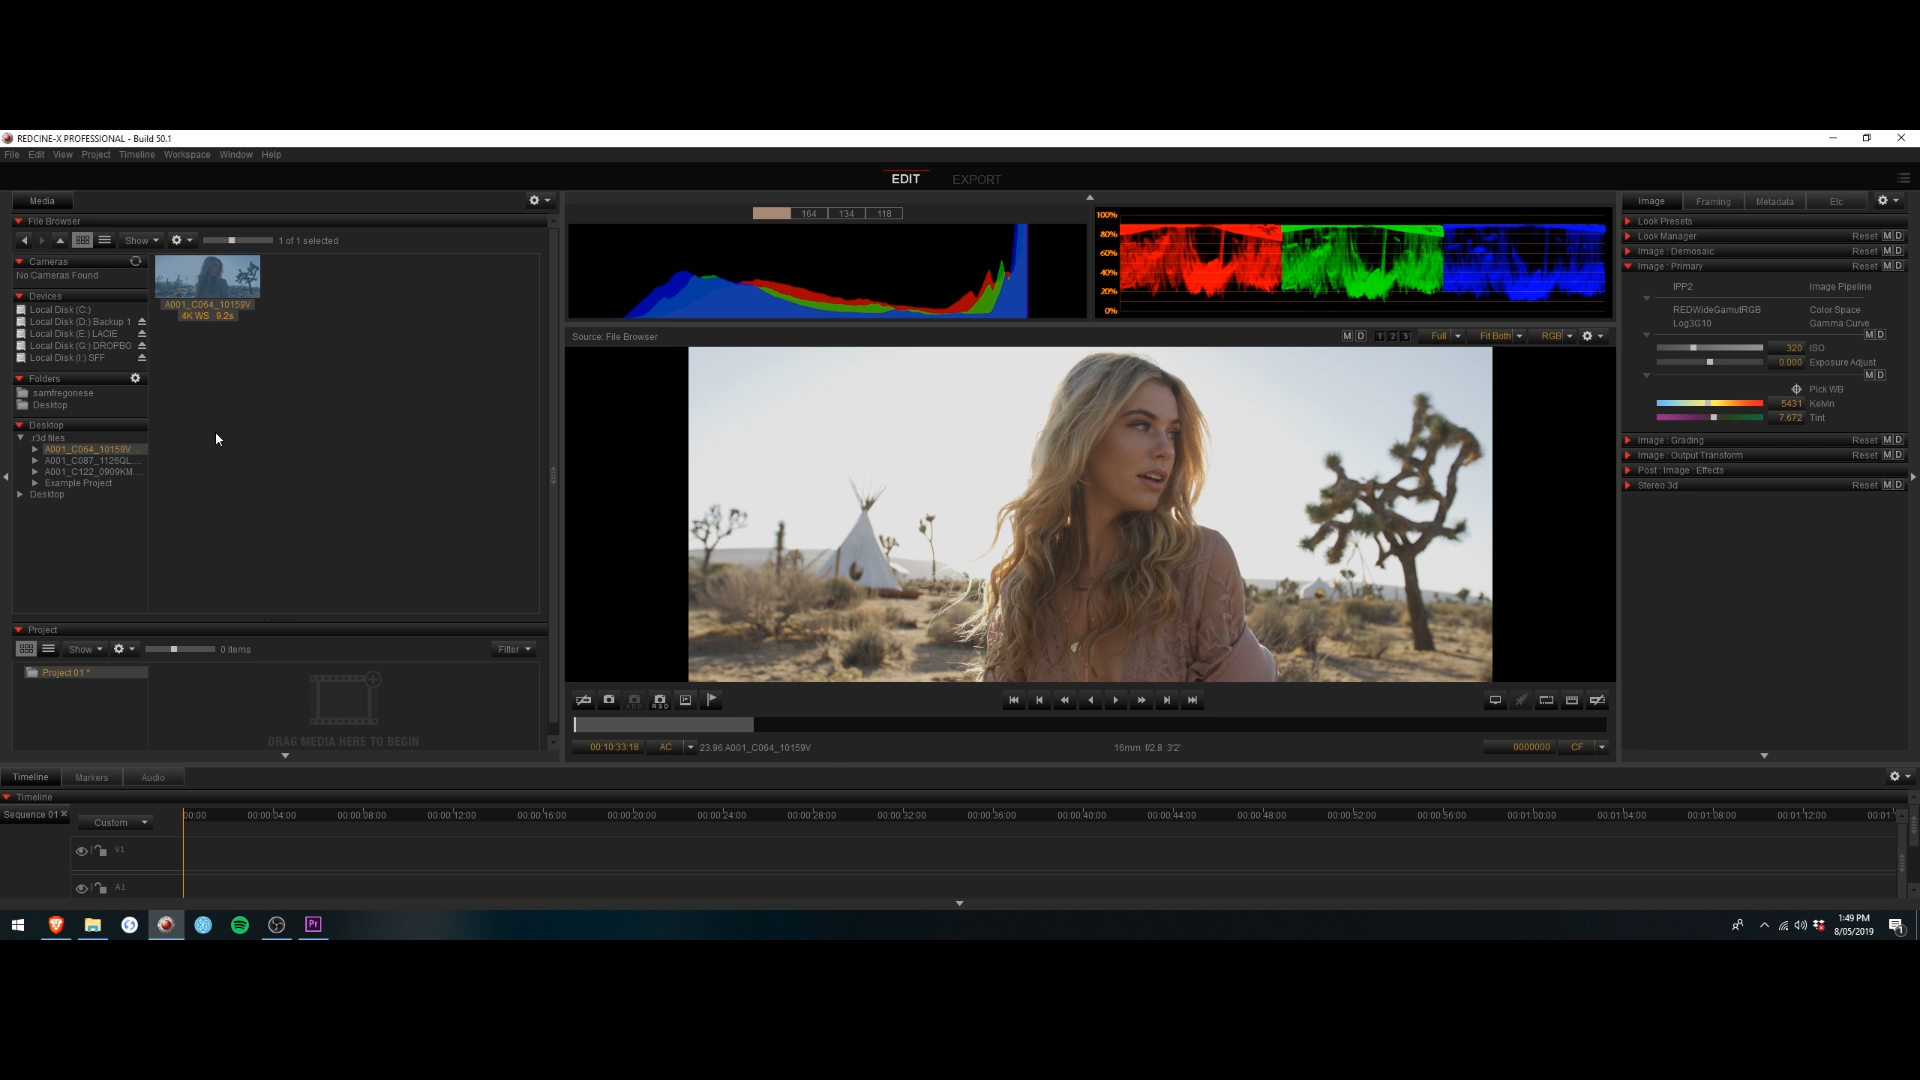 REDCINE-X PROFESSIONAL - Build 50.1
File Edit View Project Timeline Workspace Window Help
EDIT EXPORT
Media
File Browser
Show 1 of 1 selected
Cameras
No Cameras Found
A001_C064_10159V
4K WS 9.2s
Devices
Local Disk (C:)
Local Disk (D:) Backup 1
Local Disk (E:) LACIE
Local Disk (G:) DROPBO
Local Disk (I:) SFF
Folders
samfregonese
Desktop
Desktop
.r3d files
A001_C064_10159V...
A001_C087_1126QL...
A001_C122_0909KM...
Example Project
Desktop
Project
Show 0 items Filter
Project 01 *
DRAG MEDIA HERE TO BEGIN
164 134 118
100%
80%
60%
40%
20%
0%
Source: File Browser M D 1 2 3 Full Fit Both RGB
00:10:33:18 AC 23.96 A001_C064_10159V 16mm f/2.8 3'2" 0000000 CF
Image Framing Metadata Etc
Look Presets
Look Manager Reset M D
Image : Demosaic Reset M D
Image : Primary Reset M D
IPP2 Image Pipeline
REDWideGamutRGB Color Space
Log3G10 Gamma Curve
M D
320 ISO
0.000 Exposure Adjust
M D
Pick WB
5431 Kelvin
7.672 Tint
Image : Grading Reset M D
Image : Output Transform Reset M D
Post : Image : Effects
Stereo 3d Reset M D
Timeline Markers Audio
Timeline
Sequence 01 Custom 00:00 00:00:04:00 00:00:08:00 00:00:12:00 00:00:16:00 00:00:20:00 00:00:24:00 00:00:28:00 00:00:32:00 00:00:36:00 00:00:40:00 00:00:44:00 00:00:48:00 00:00:52:00 00:00:56:00 00:01:00:00 00:01:04:00 00:01:08:00 00:01:12:00 00:01
V1
A1
Pr
1:49 PM
8/05/2019
1